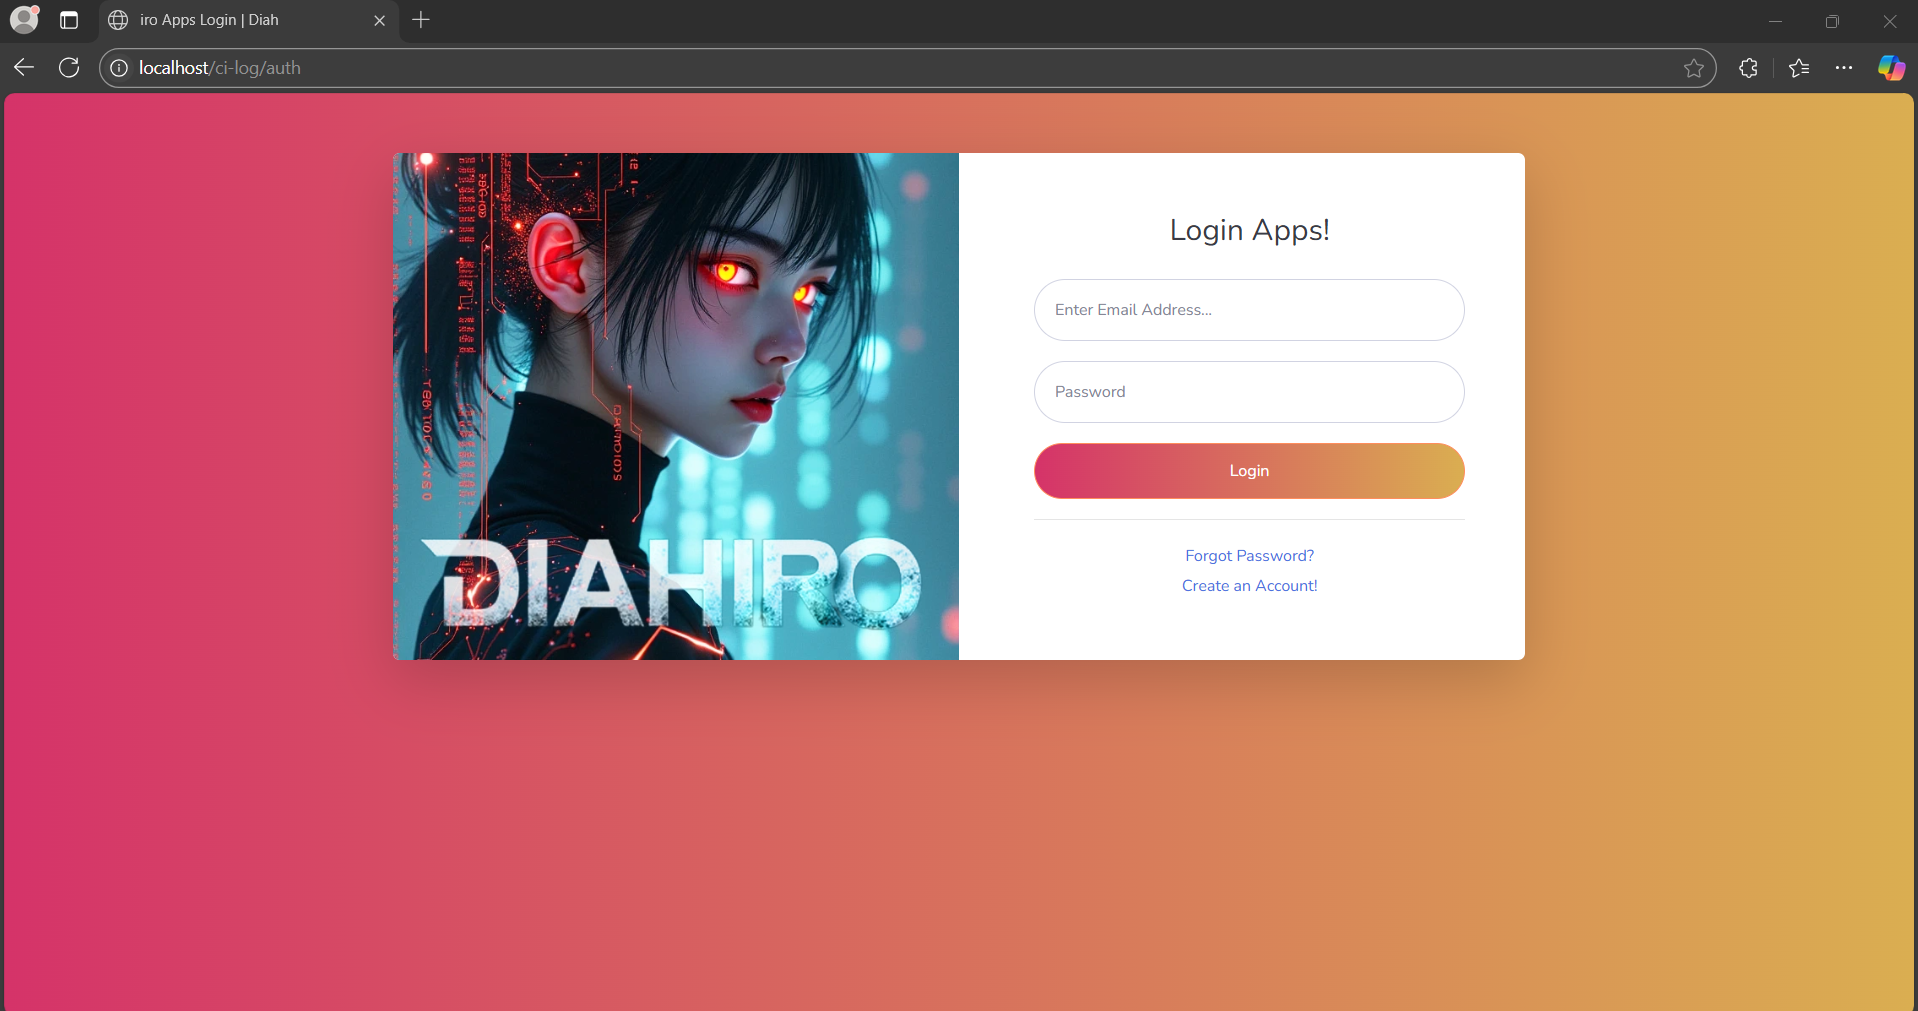 iro Apps Login | Diah
localhost/ci-log/auth
DIAHIRO
Login Apps!
Enter Email Address...
Password
Login
Forgot Password?
Create an Account!